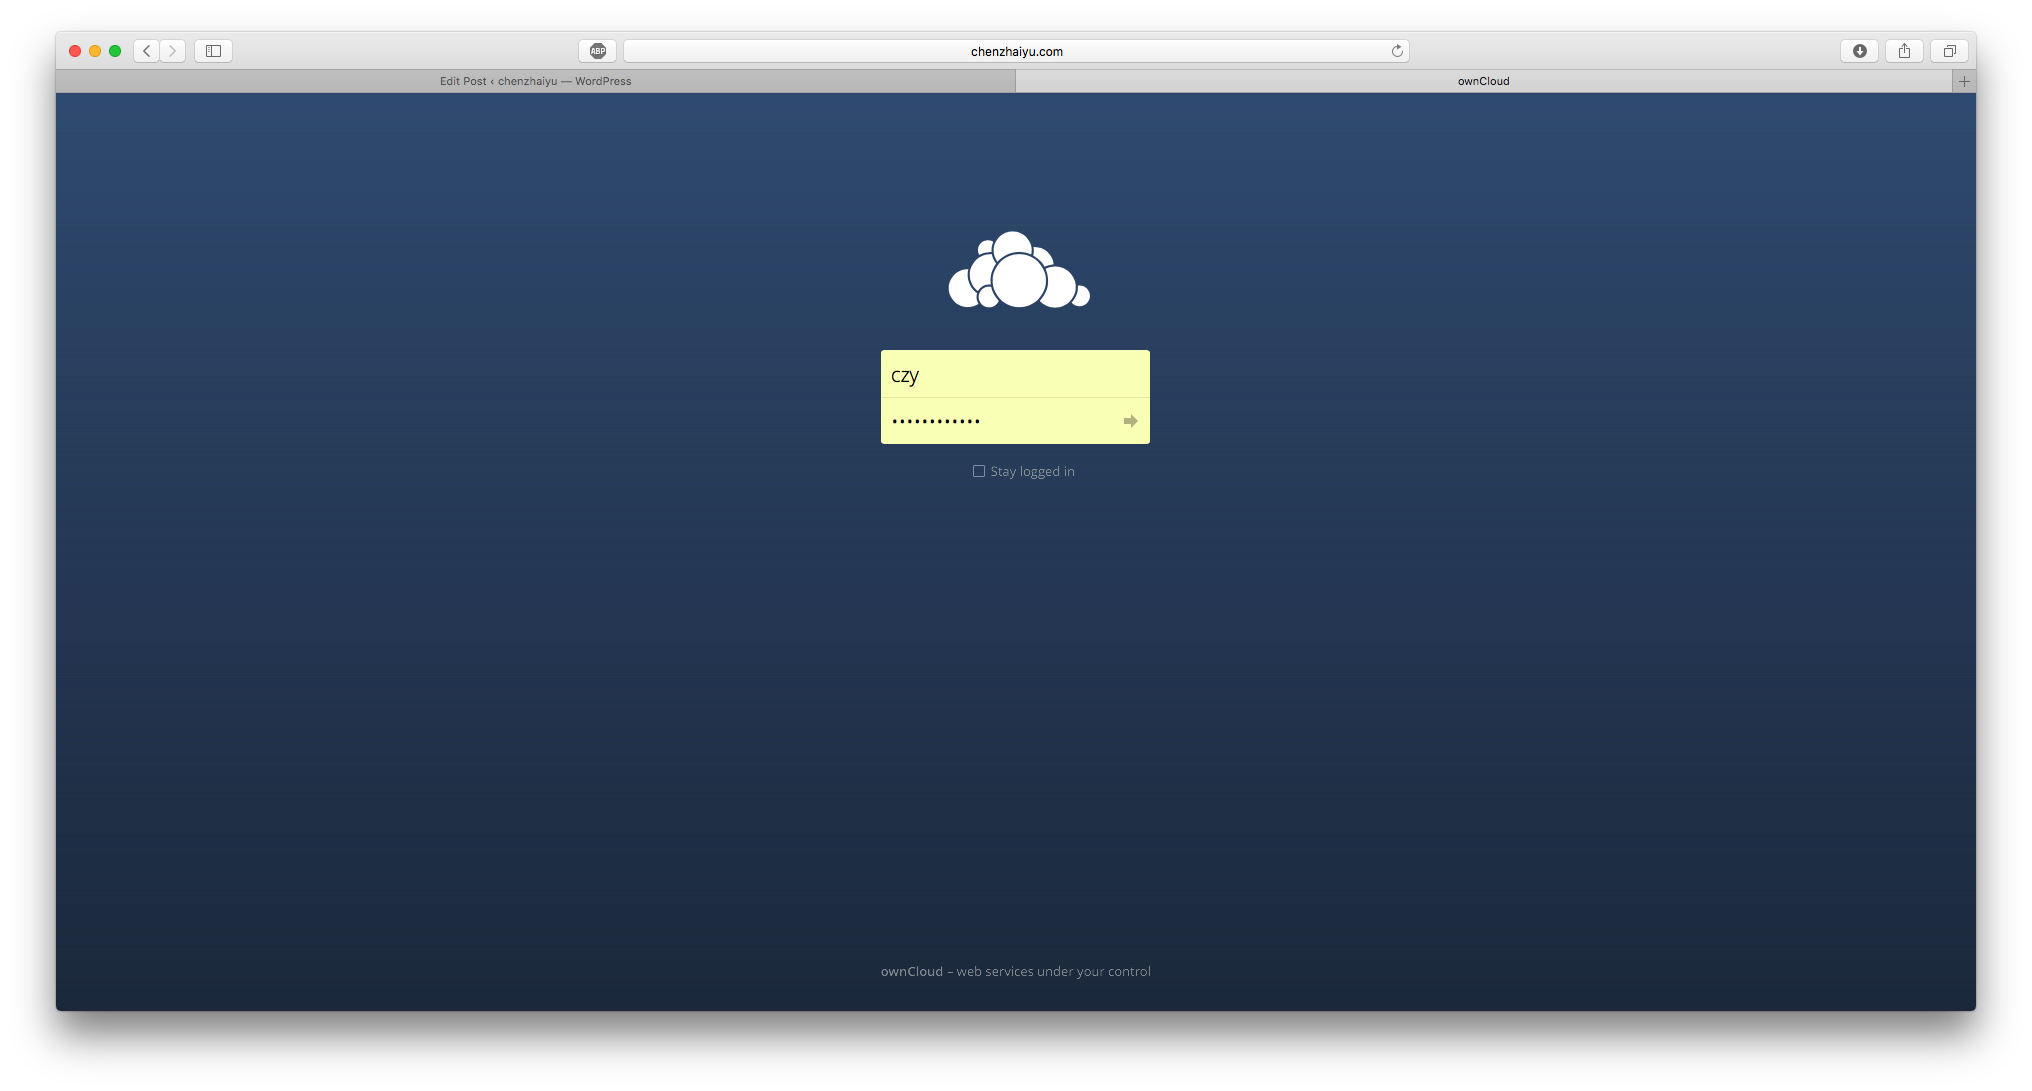 ABP
chenzhaiyu.com
Edit Post ‹ chenzhaiyu — WordPress
ownCloud
czy
••••••••••••
Stay logged in
ownCloud – web services under your control